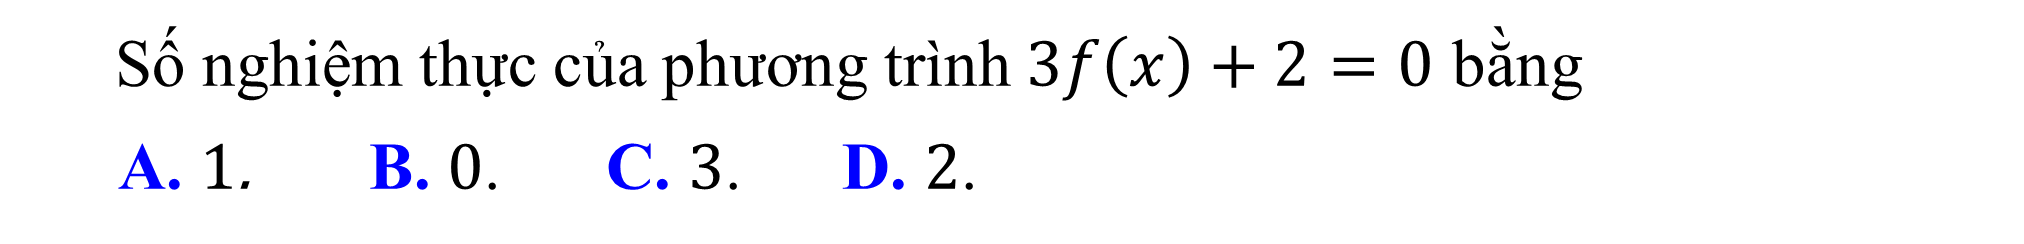 Số nghiệm thực của phương trình 3f(x) + 2 = 0 bằng
A. 1. B. 0. C. 3. D. 2.